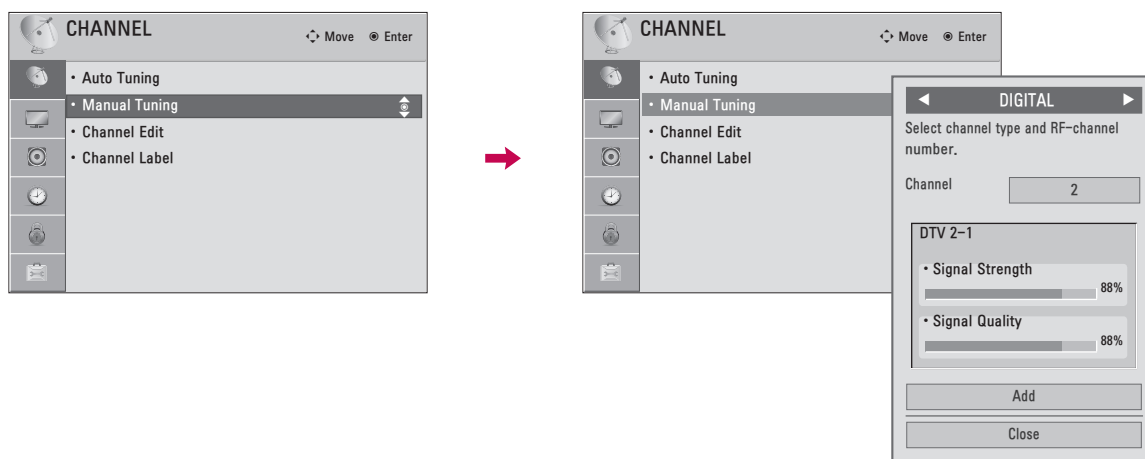 CHANNEL
Move Enter
• Auto Tuning
• Manual Tuning
• Channel Edit
• Channel Label
CHANNEL
Move Enter
• Auto Tuning
• Manual Tuning
• Channel Edit
• Channel Label
◀ DIGITAL ▶
Select channel type and RF-channel
number.
Channel 2
DTV 2-1
• Signal Strength
88%
• Signal Quality
88%
Add
Close